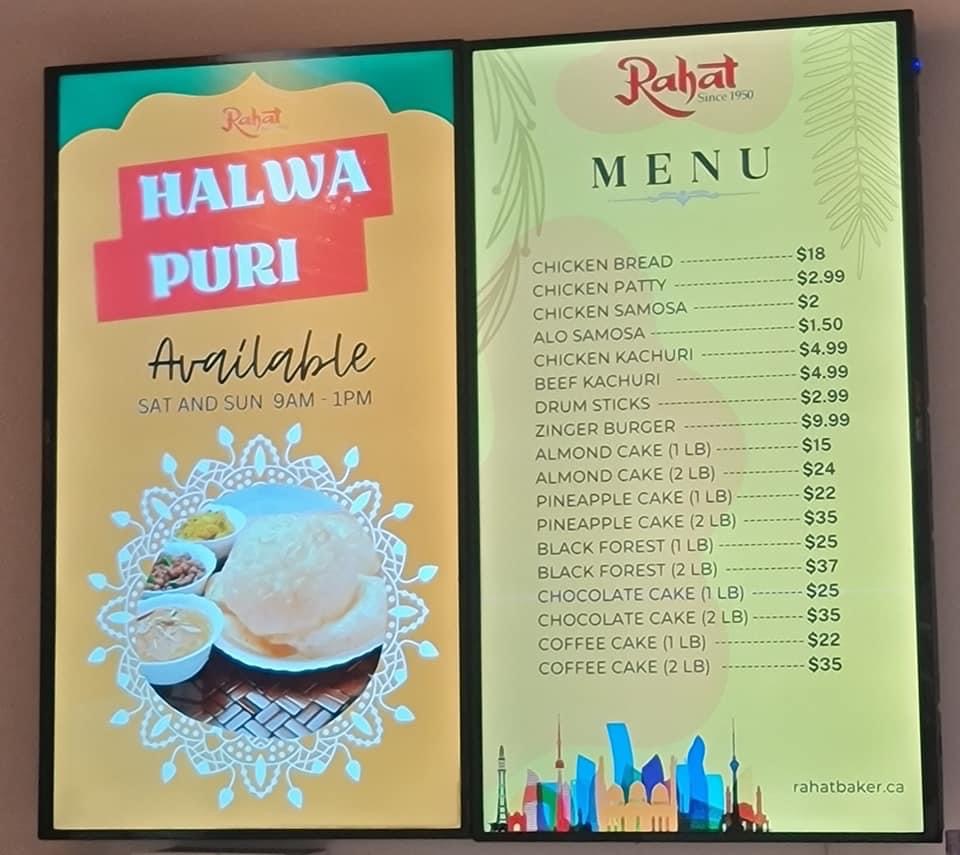 Rahat
HALWA
PURI
Available
SAT AND SUN 9AM - 1PM
Rahat
Since 1950
MENU
CHICKEN BREAD ---------------- $18
CHICKEN PATTY ---------------- $2.99
CHICKEN SAMOSA ------------- $2
ALO SAMOSA -------------------- $1.50
CHICKEN KACHURI ------------- $4.99
BEEF KACHURI ---------------- $4.99
DRUM STICKS ------------------- $2.99
ZINGER BURGER --------------- $9.99
ALMOND CAKE (1 LB) ----------- $15
ALMOND CAKE (2 LB) ---------- $24
PINEAPPLE CAKE (1 LB) -------- $22
PINEAPPLE CAKE (2 LB) -------- $35
BLACK FOREST (1 LB) ----------- $25
BLACK FOREST (2 LB) ---------- $37
CHOCOLATE CAKE (1 LB) ------- $25
CHOCOLATE CAKE (2 LB) ------- $35
COFFEE CAKE (1 LB) ------------ $22
COFFEE CAKE (2 LB) ----------- $35
rahatbaker.ca